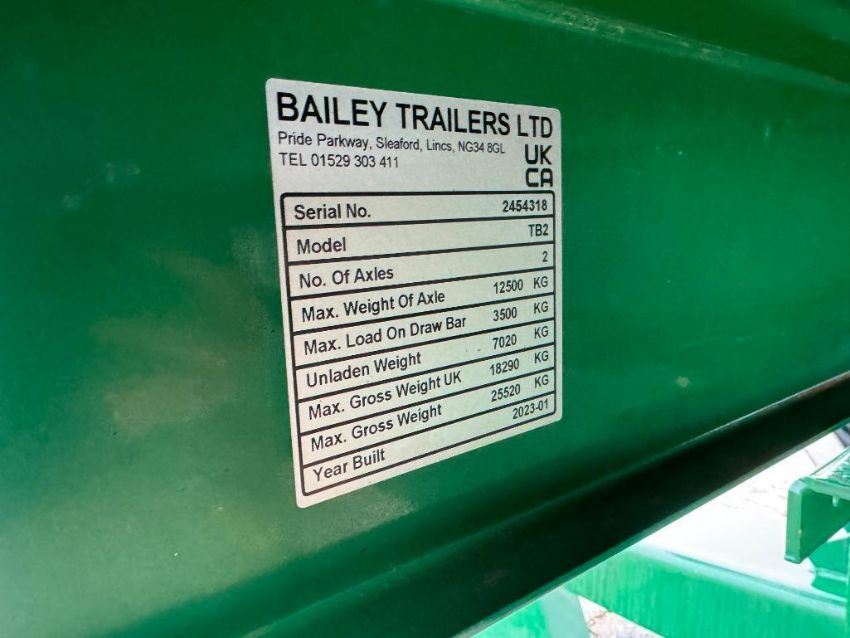 BAILEY TRAILERS LTD
Pride Parkway, Sleaford, Lincs, NG34 8GL
TEL 01529 303 411
UK
CA
Serial No. 2454318
Model TB2
No. Of Axles 2
Max. Weight Of Axle 12500 KG
Max. Load On Draw Bar 3500 KG
Unladen Weight 7020 KG
Max. Gross Weight UK 18290 KG
Max. Gross Weight 25520 KG
Year Built 2023-01